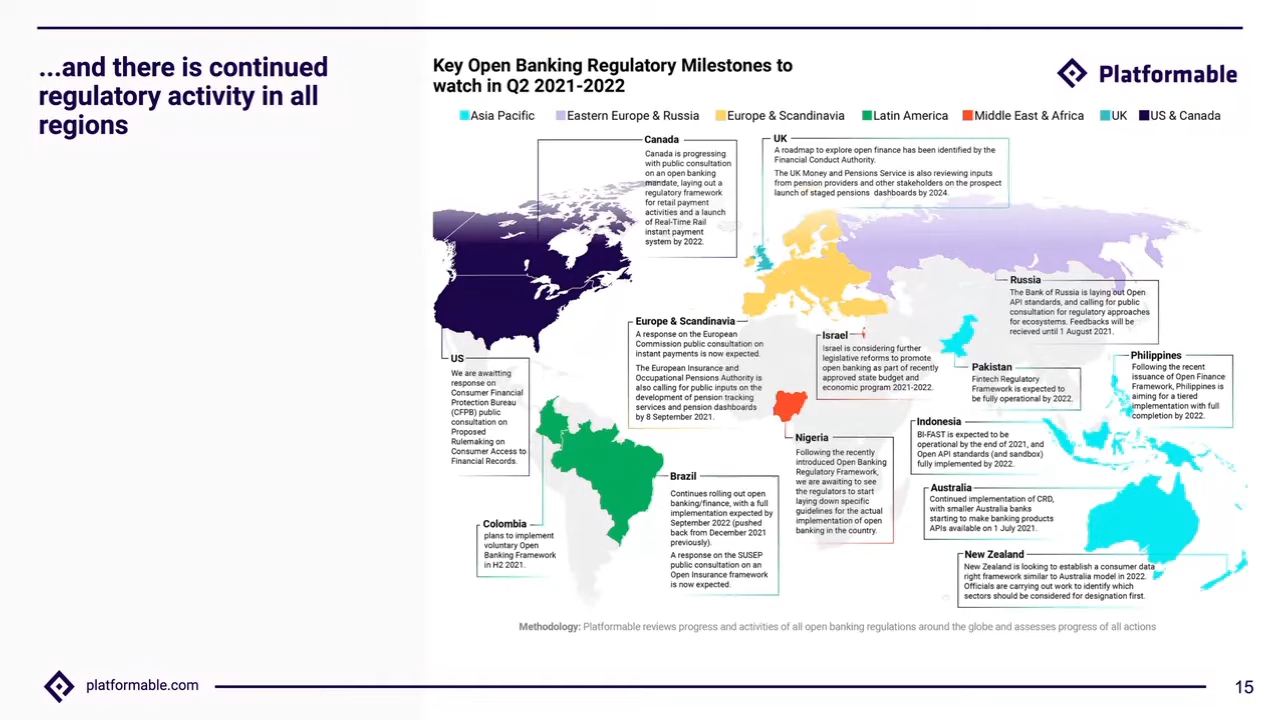 ...and there is continued
regulatory activity in all
regions
Key Open Banking Regulatory Milestones to
watch in Q2 2021-2022
Platformable
Asia Pacific
Eastern Europe & Russia
Europe & Scandinavia
Latin America
Middle East & Africa
UK
US & Canada
Canada
Canada is progressing
with public consultation
on an open banking
mandate, laying out a
regulatory framework
for retail payment
activities and a launch
of Real-Time Rail
instant payment
system by 2022.
UK
A roadmap to explore open finance has been identified by the
Financial Conduct Authority.
The UK Money and Pensions Service is also reviewing inputs
from pension providers and other stakeholders on the prospect
launch of staged pensions dashboards by 2024.
Russia
The Bank of Russia is laying out Open
API standards, and calling for public
consultation for regulatory approaches
for ecosystems. Feedbacks will be
recieved until 1 August 2021.
Europe & Scandinavia
A response on the European
Commission public consultation on
instant payments is now expected.
The European Insurance and
Occupational Pensions Authority is
also calling for public inputs on the
development of pension tracking
services and pension dashboards
by 8 September 2021.
Israel
Israel is considering further
legislative reforms to promote
open banking as part of recently
approved state budget and
economic program 2021-2022.
Pakistan
Fintech Regulatory
Framework is expected to
be fully operational by 2022.
Philippines
Following the recent
issuance of Open Finance
Framework, Philippines is
aiming for a tiered
implementation with full
completion by 2022.
US
We are awaitting
response on
Consumer Financial
Protection Bureau
(CFPB) public
consultation on
Proposed
Rulemaking on
Consumer Access to
Financial Records.
Indonesia
BI-FAST is expected to be
operational by the end of 2021, and
Open API standards (and sandbox)
fully implemented by 2022.
Nigeria
Following the recently
introduced Open Banking
Regulatory Framework,
we are awaiting to see
the regulators to start
laying down specific
guidelines for the actual
implementation of open
banking in the country.
Brazil
Continues rolling out open
banking/finance, with a full
implementation expected by
September 2022 (pushed
back from December 2021
previously).
A response on the SUSEP
public consultation on an
Open Insurance framework
is now expected.
Australia
Continued implementation of CRD,
with smaller Australia banks
starting to make banking products
APIs available on 1 July 2021.
Colombia
plans to implement
voluntary Open
Banking Framework
in H2 2021.
New Zealand
New Zealand is looking to establish a consumer data
right framework similar to Australia model in 2022.
Officials are carrying out work to identify which
sectors should be considered for designation first.
Methodology: Platformable reviews progress and activities of all open banking regulations around the globe and assesses progress of all actions
platformable.com
15